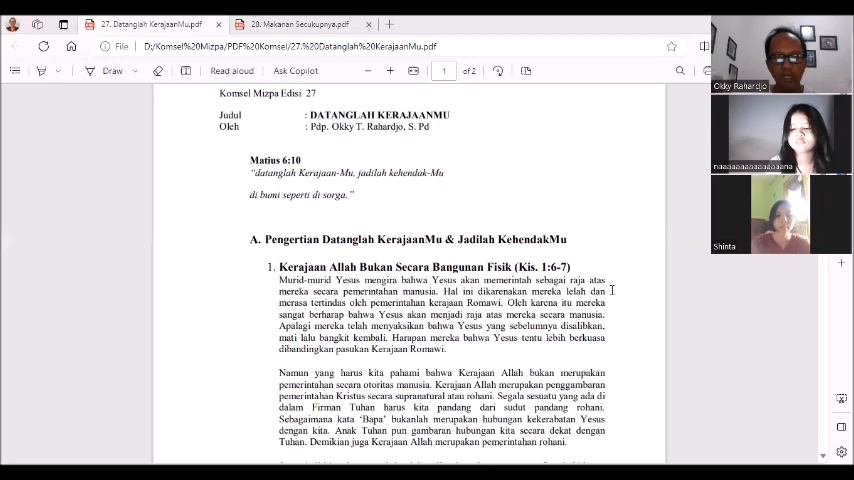 27. Datanglah KerajaanMu.pdf
28. Makanan Secukupnya.pdf
File
D:/Komsel%20Mizpa/PDF%20Komsel/27.%20Datanglah%20KerajaanMu.pdf
Draw
Read aloud
Ask Copilot
1 of 2
Komsel Mizpa Edisi 27
Judul : DATANGLAH KERAJAANMU
Oleh : Pdp. Okky T. Rahardjo, S. Pd
Matius 6:10
“datanglah Kerajaan-Mu, jadilah kehendak-Mu
di bumi seperti di sorga.”
A. Pengertian Datanglah KerajaanMu & Jadilah KehendakMu
1. Kerajaan Allah Bukan Secara Bangunan Fisik (Kis. 1:6-7)
Murid-murid Yesus mengira bahwa Yesus akan memerintah sebagai raja atas
mereka secara pemerintahan manusia. Hal ini dikarenakan mereka lelah dan
merasa tertindas oleh pemerintahan kerajaan Romawi. Oleh karena itu mereka
sangat berharap bahwa Yesus akan menjadi raja atas mereka secara manusia.
Apalagi mereka telah menyaksikan bahwa Yesus yang sebelumnya disalibkan,
mati lalu bangkit kembali. Harapan mereka bahwa Yesus tentu lebih berkuasa
dibandingkan pasukan Kerajaan Romawi.
Namun yang harus kita pahami bahwa Kerajaan Allah bukan merupakan
pemerintahan secara otoritas manusia. Kerajaan Allah merupakan penggambaran
pemerintahan Kristus secara supranatural atau rohani. Segala sesuatu yang ada di
dalam Firman Tuhan harus kita pandang dari sudut pandang rohani.
Sebagaimana kata ‘Bapa’ bukanlah merupakan hubungan kekerabatan Yesus
dengan kita. Anak Tuhan pun gambaran hubungan kita secara dekat dengan
Tuhan. Demikian juga Kerajaan Allah merupakan pemerintahan rohani.
Okky Rahardjo
Shinta